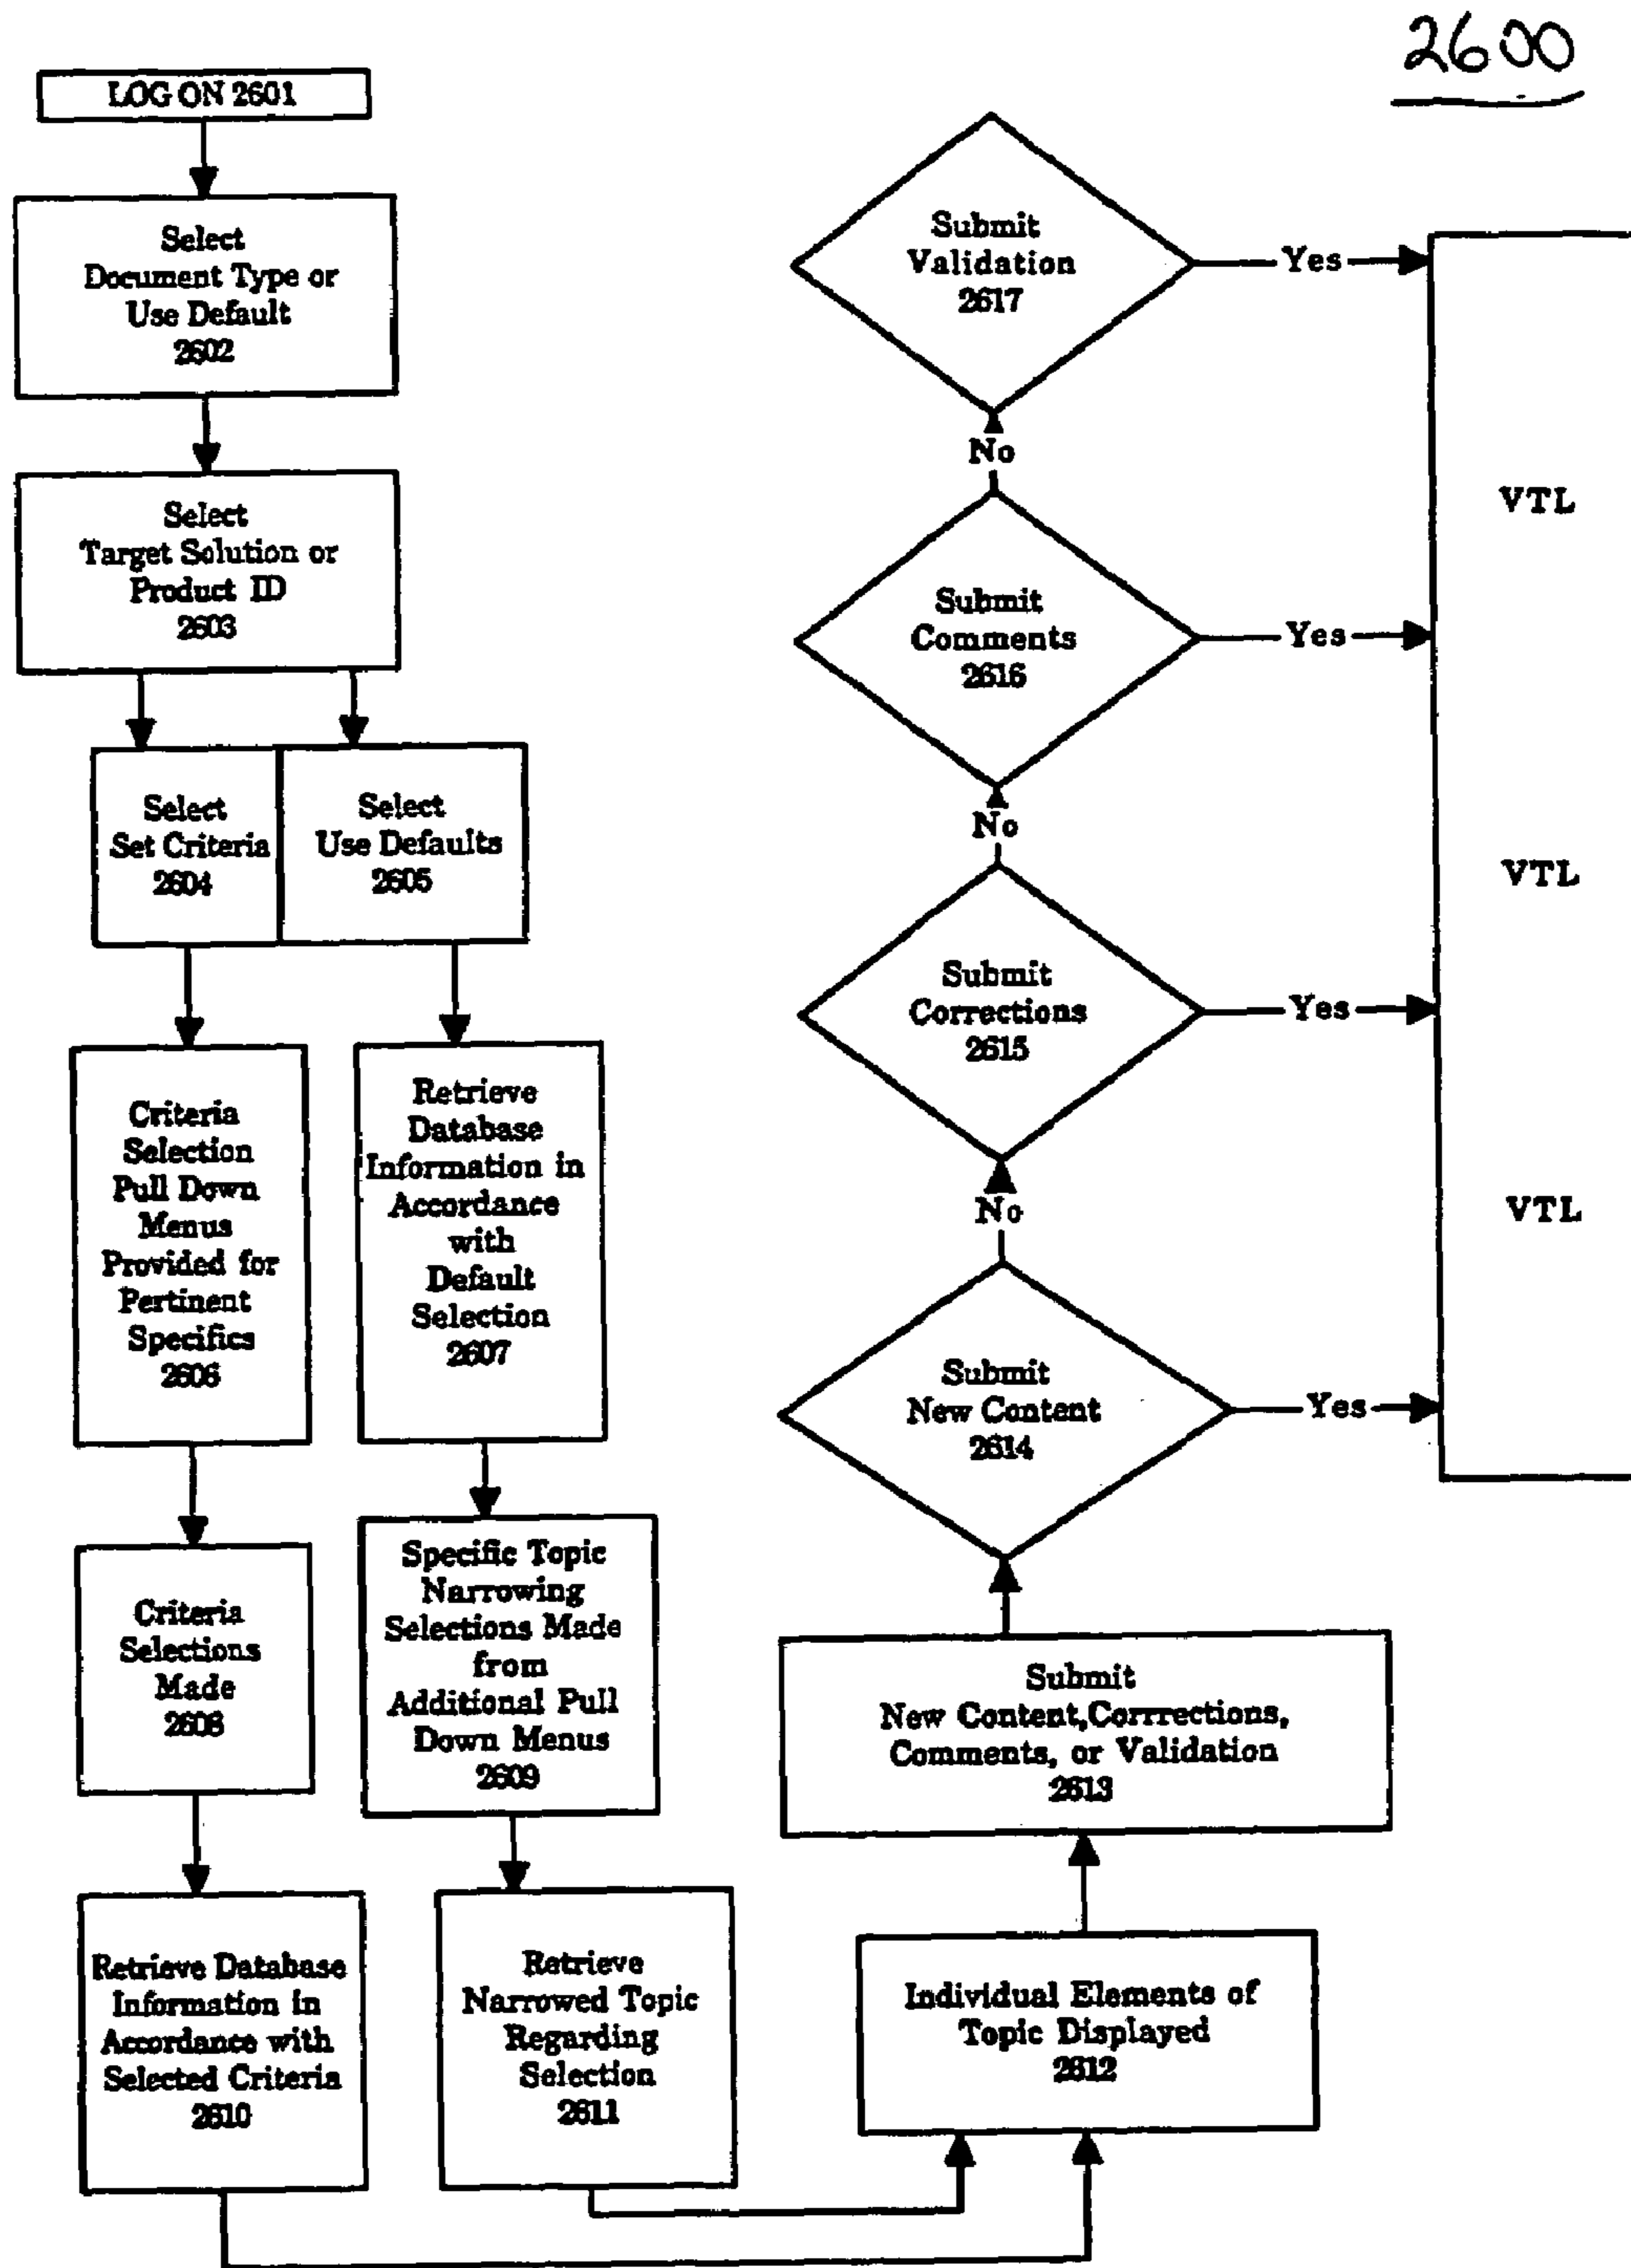 2600
LOG ON 2601
Select
Document Type or
Use Default
2602
Select
Target Solution or
Product ID
2603
Select
Set Criteria
2604
Select
Use Defaults
2605
Criteria
Selection
Pull Down
Menus
Provided for
Pertinent
Specifics
2606
Retrieve
Database
Information in
Accordance
with
Default
Selection
2607
Criteria
Selections
Made
2608
Specific Topic
Narrowing
Selections Made
from
Additional Pull
Down Menus
2609
Retrieve Database
Information in
Accordance with
Selected Criteria
2610
Retrieve
Narrowed Topic
Regarding
Selection
2611
Individual Elements of
Topic Displayed
2612
Submit
New Content,Corrrections,
Comments, or Validation
2613
Submit
New Content
2614
Yes
No
Submit
Corrections
2615
Yes
No
Submit
Comments
2616
Yes
No
Submit
Validation
2617
Yes
VTL
VTL
VTL